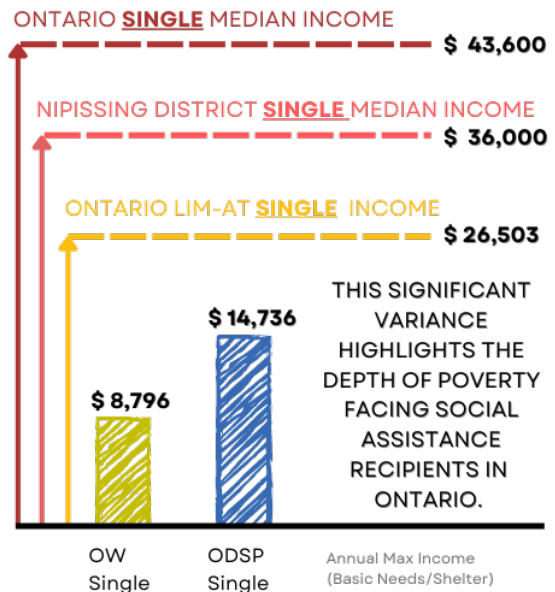 ONTARIO SINGLE MEDIAN INCOME
$ 43,600
NIPISSING DISTRICT SINGLE MEDIAN INCOME
$ 36,000
ONTARIO LIM-AT SINGLE INCOME
$ 26,503
THIS SIGNIFICANT
VARIANCE
HIGHLIGHTS THE
DEPTH OF POVERTY
FACING SOCIAL
ASSISTANCE
RECIPIENTS IN
ONTARIO.
$ 14,736
$ 8,796
OW
Single
ODSP
Single
Annual Max Income
(Basic Needs/Shelter)